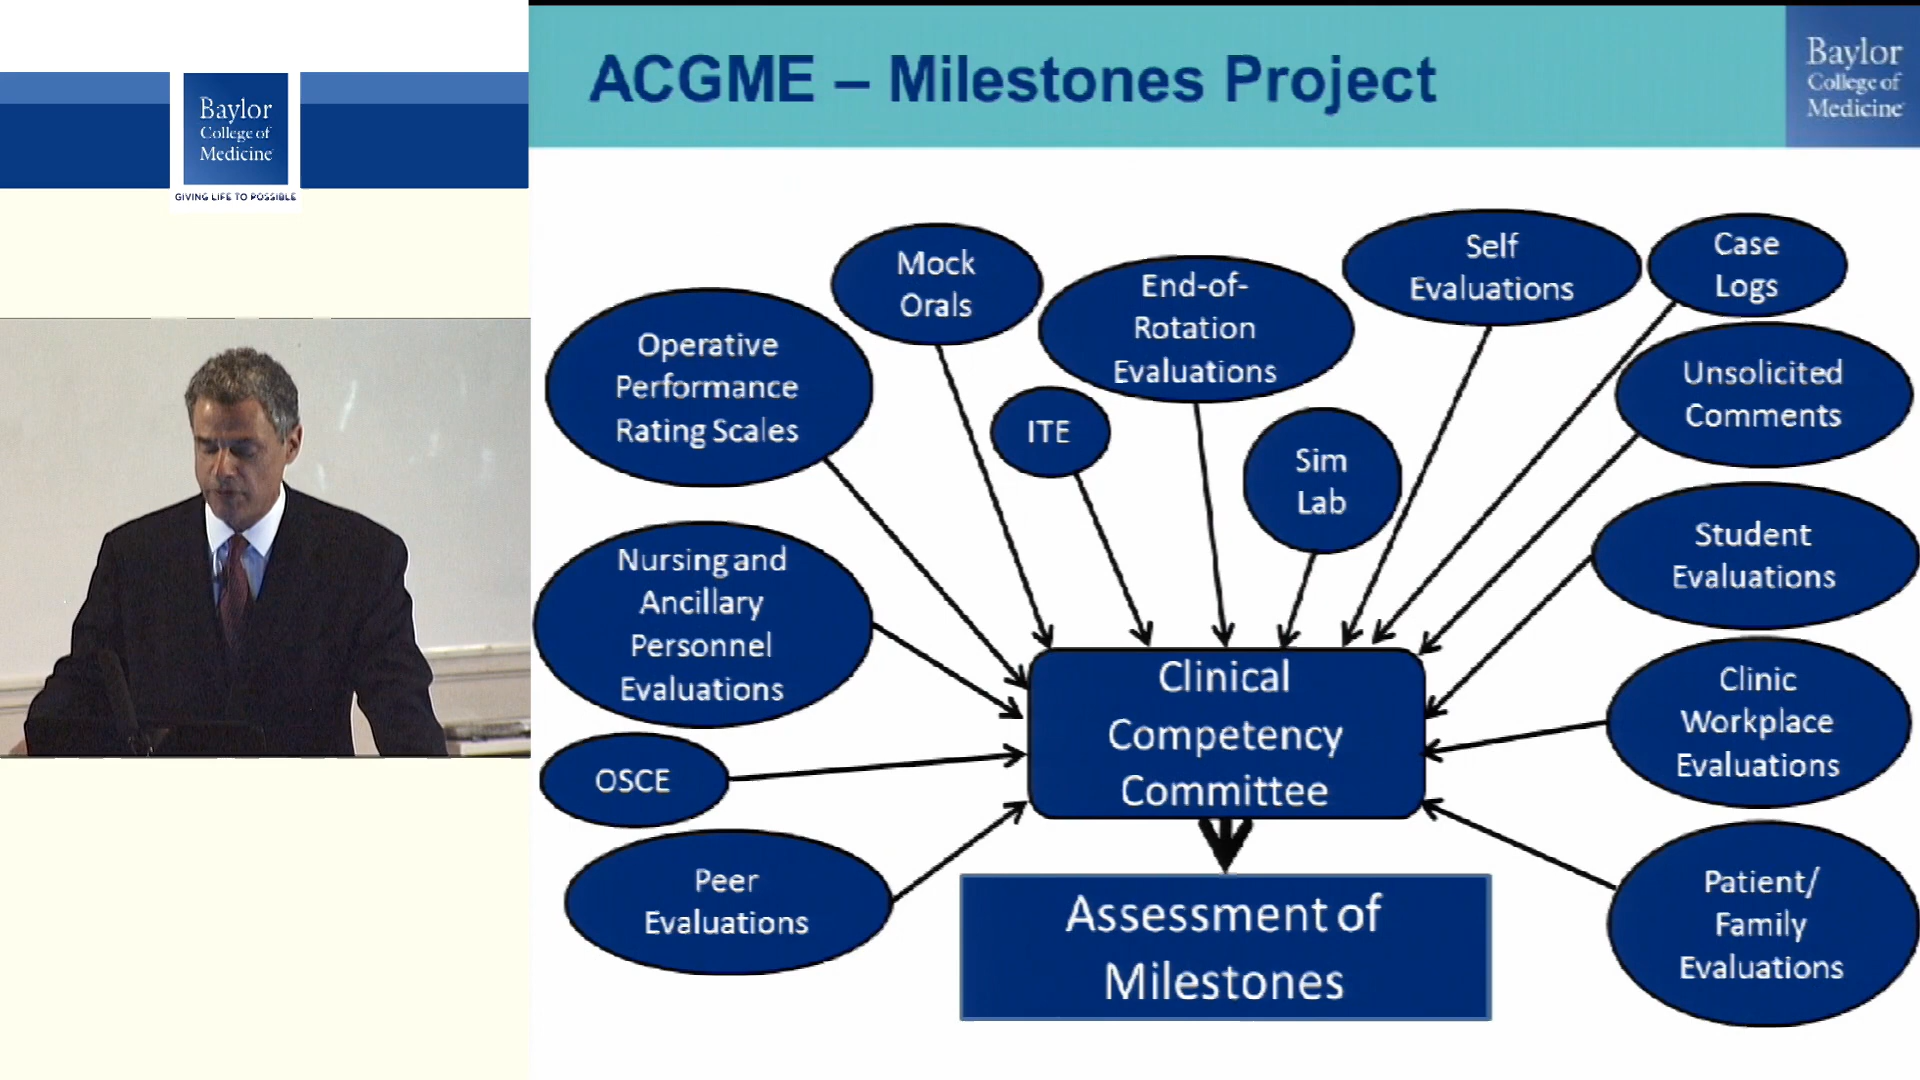 Baylor
College of
Medicine
GIVING LIFE TO POSSIBLE
ACGME – Milestones Project
Baylor
College of
Medicine
Mock
Orals
Self
Evaluations
Case
Logs
End-of-
Rotation
Evaluations
Operative
Performance
Rating Scales
ITE
Sim
Lab
Unsolicited
Comments
Nursing and
Ancillary
Personnel
Evaluations
Student
Evaluations
Clinical
Competency
Committee
Clinic
Workplace
Evaluations
OSCE
Peer
Evaluations
Assessment of
Milestones
Patient/
Family
Evaluations